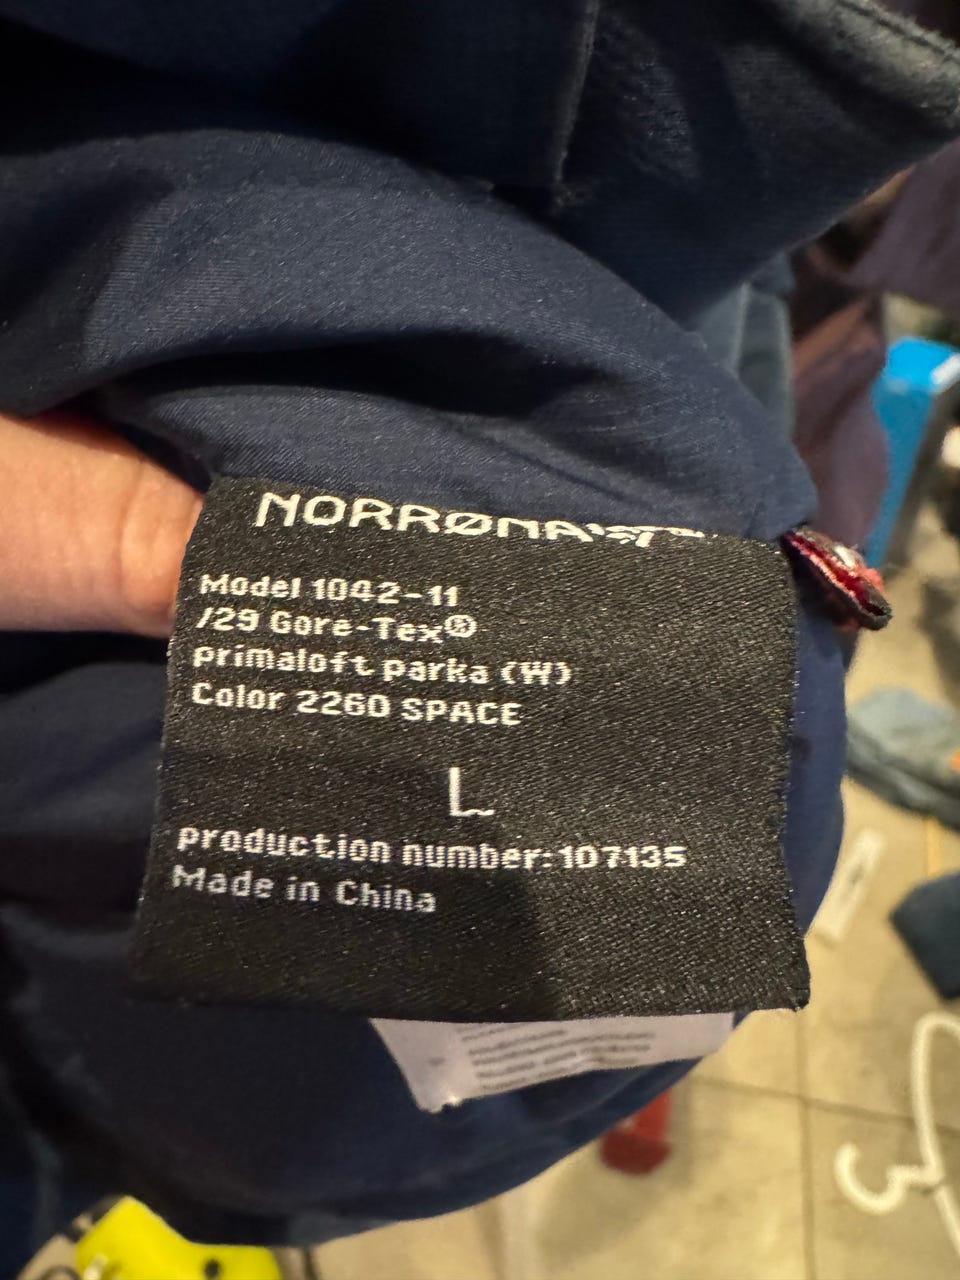 NORRØNA
Model 1042-11
/29 Gore-Tex®
primaloft parka (W)
Color 2260 SPACE
L
production number: 107135
Made in China